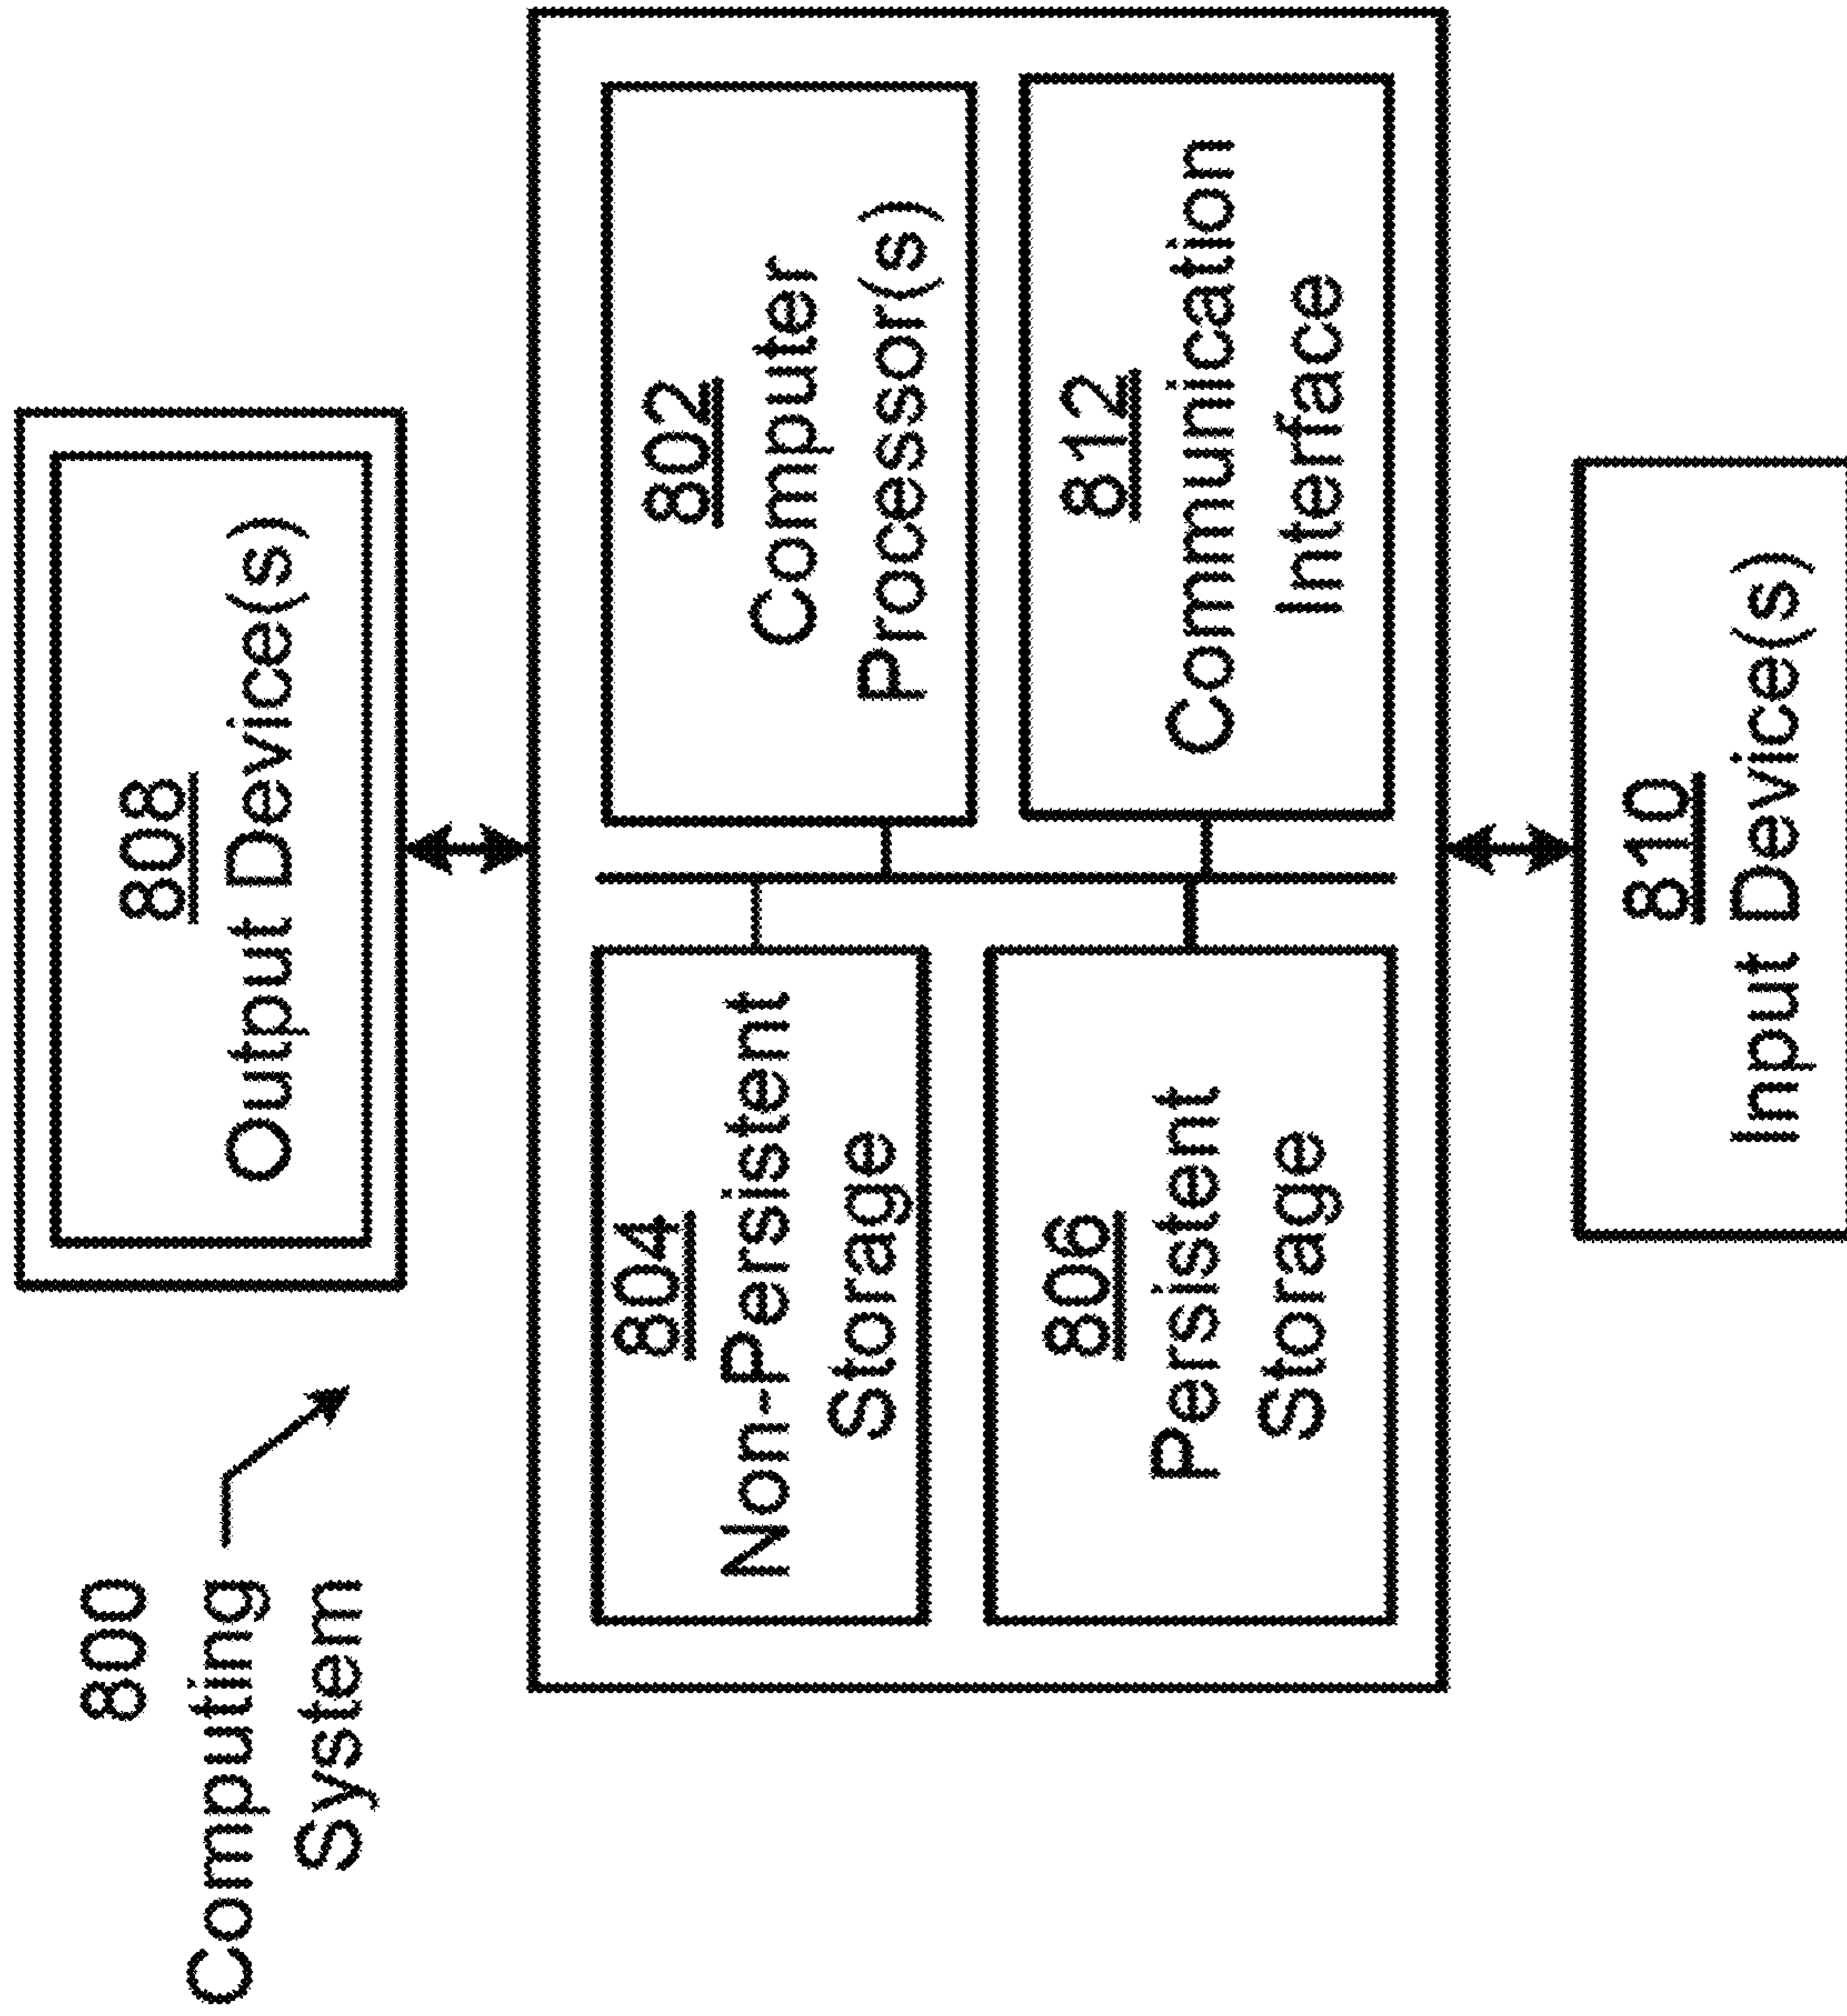 800
Computing
System
808
Output Device(s)
804
Non-Persistent
Storage
802
Computer
Processor(s)
806
Persistent
Storage
812
Communication
Interface
810
Input Device(s)